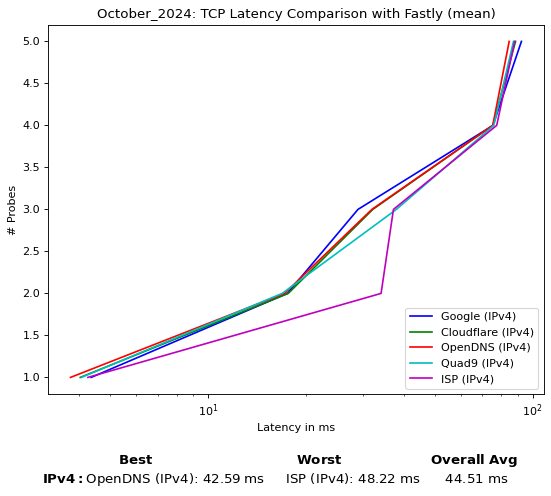 October_2024: TCP Latency Comparison with Fastly (mean)
5.0
4.5
4.0
3.5
3.0
2.5
2.0
1.5
1.0
# Probes
Google (IPv4)
Cloudflare (IPv4)
OpenDNS (IPv4)
Quad9 (IPv4)
ISP (IPv4)
10¹ 10²
Latency in ms
Best Worst Overall Avg
IPv4: OpenDNS (IPv4): 42.59 ms ISP (IPv4): 48.22 ms 44.51 ms